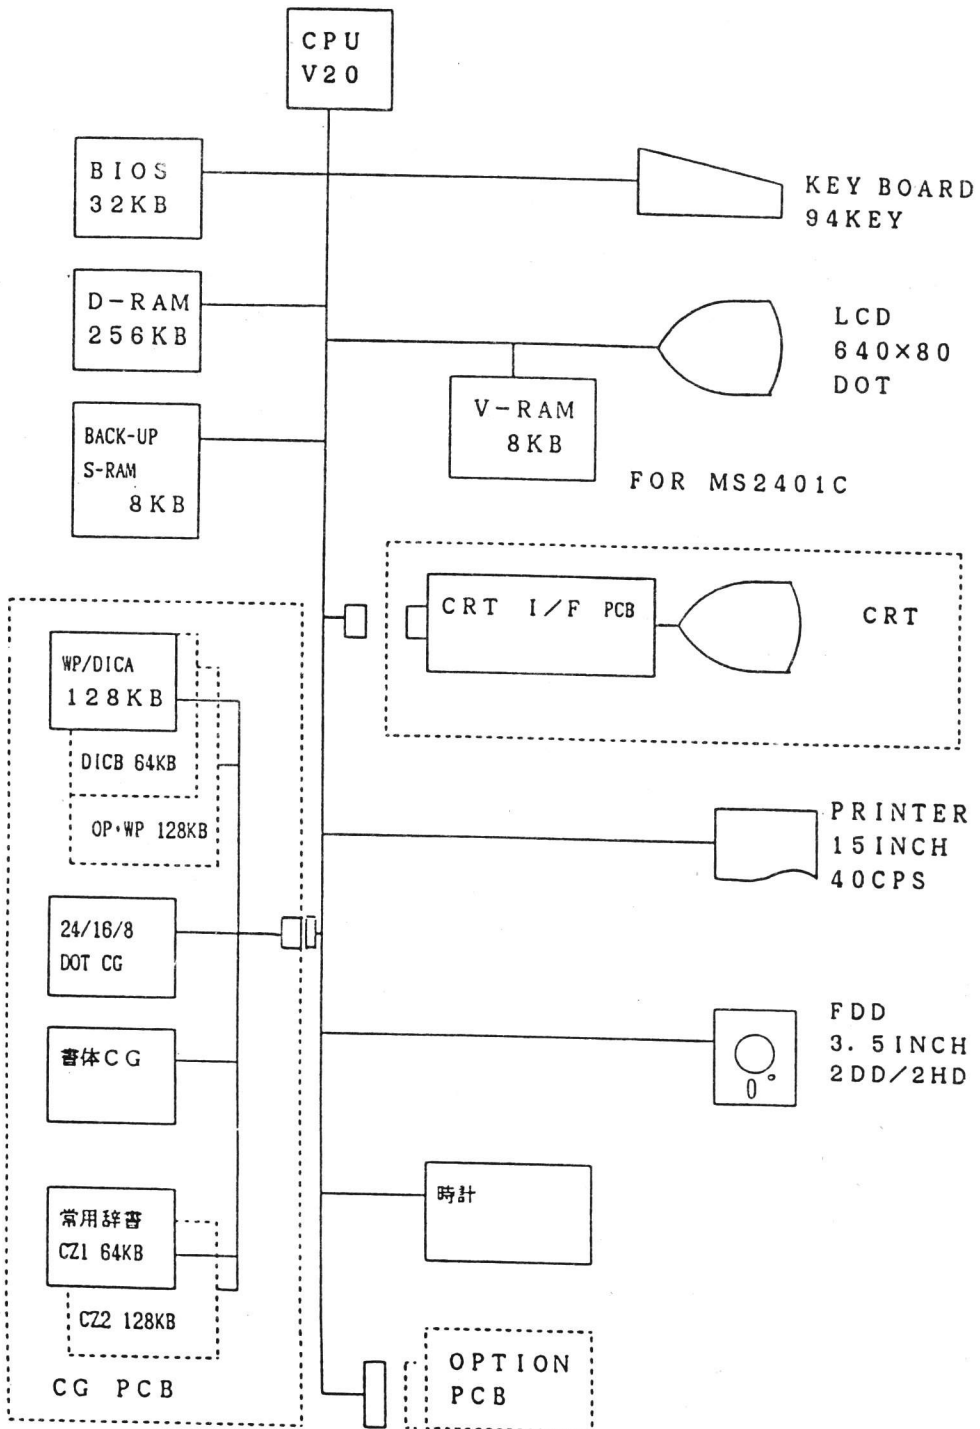 CPU
V20
BIOS
32KB
KEY BOARD
94KEY
D-RAM
256KB
LCD
640×80
DOT
V-RAM
8KB
BACK-UP
S-RAM
8KB
FOR MS2401C
CRT I/F PCB
CRT
WP/DICA
128KB
DICB 64KB
OP・WP 128KB
PRINTER
15INCH
40CPS
24/16/8
DOT CG
書体CG
FDD
3.5INCH
2DD/2HD
時計
常用辞書
CZ1 64KB
CZ2 128KB
CG PCB
OPTION
PCB